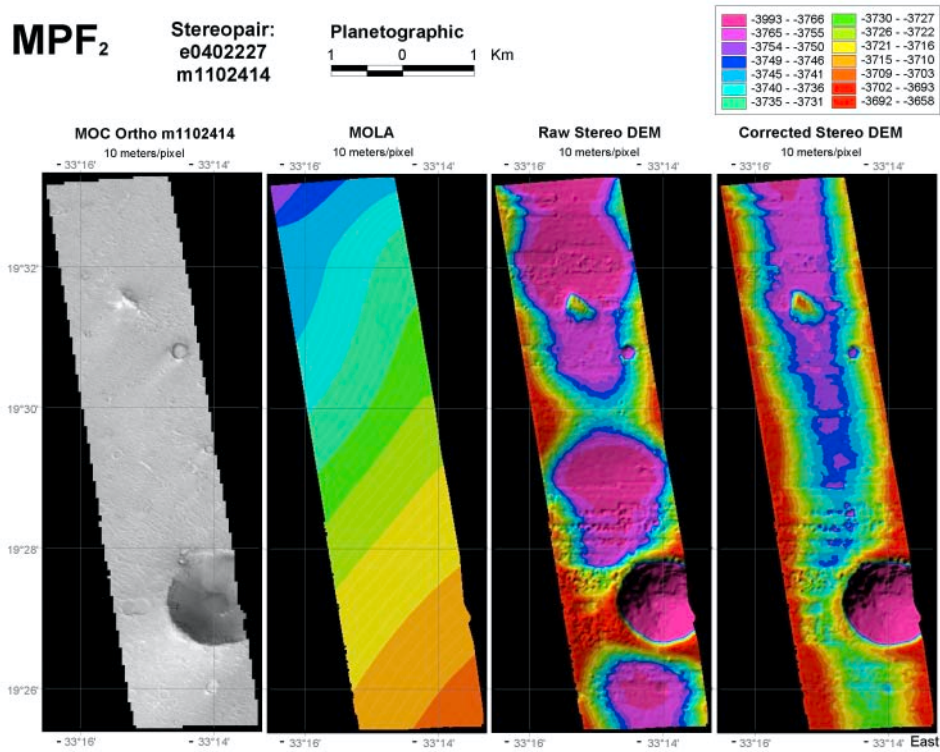 MPF2
Stereopair:
e0402227
m1102414
Planetographic
1 0 1 Km
-3993 - -3766
-3765 - -3755
-3754 - -3750
-3749 - -3746
-3745 - -3741
-3740 - -3736
-3735 - -3731
-3730 - -3727
-3726 - -3722
-3721 - -3716
-3715 - -3710
-3709 - -3703
-3702 - -3693
-3692 - -3658
MOC Ortho m1102414
10 meters/pixel
MOLA
10 meters/pixel
Raw Stereo DEM
10 meters/pixel
Corrected Stereo DEM
10 meters/pixel
- 33°16' - 33°14' - 33°16' - 33°14' - 33°16' - 33°14' - 33°16' - 33°14'
19°32'
19°30'
19°28'
19°26'
- 33°16' - 33°14' - 33°16' - 33°14' - 33°16' - 33°14' - 33°16' - 33°14' East